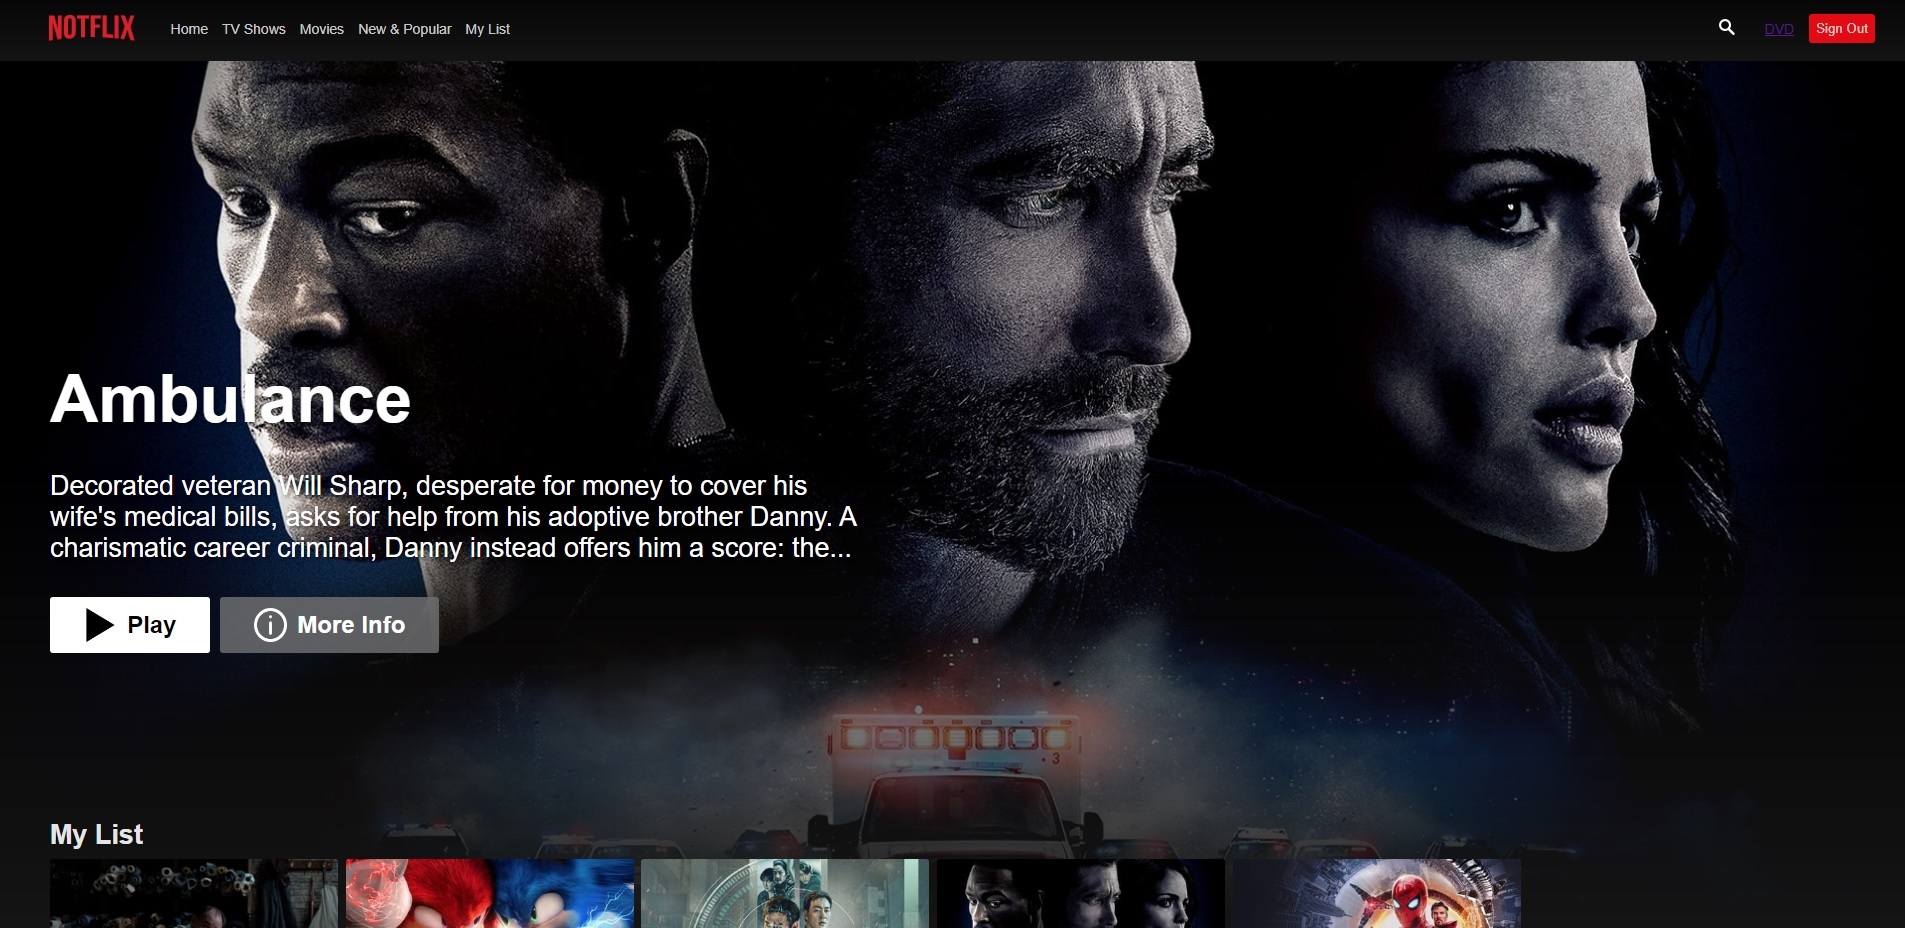 NOTFLIX Home TV Shows Movies New & Popular My List DVD Sign Out
Ambulance
Decorated veteran Will Sharp, desperate for money to cover his
wife's medical bills, asks for help from his adoptive brother Danny. A
charismatic career criminal, Danny instead offers him a score: the...
Play More Info
3
My List